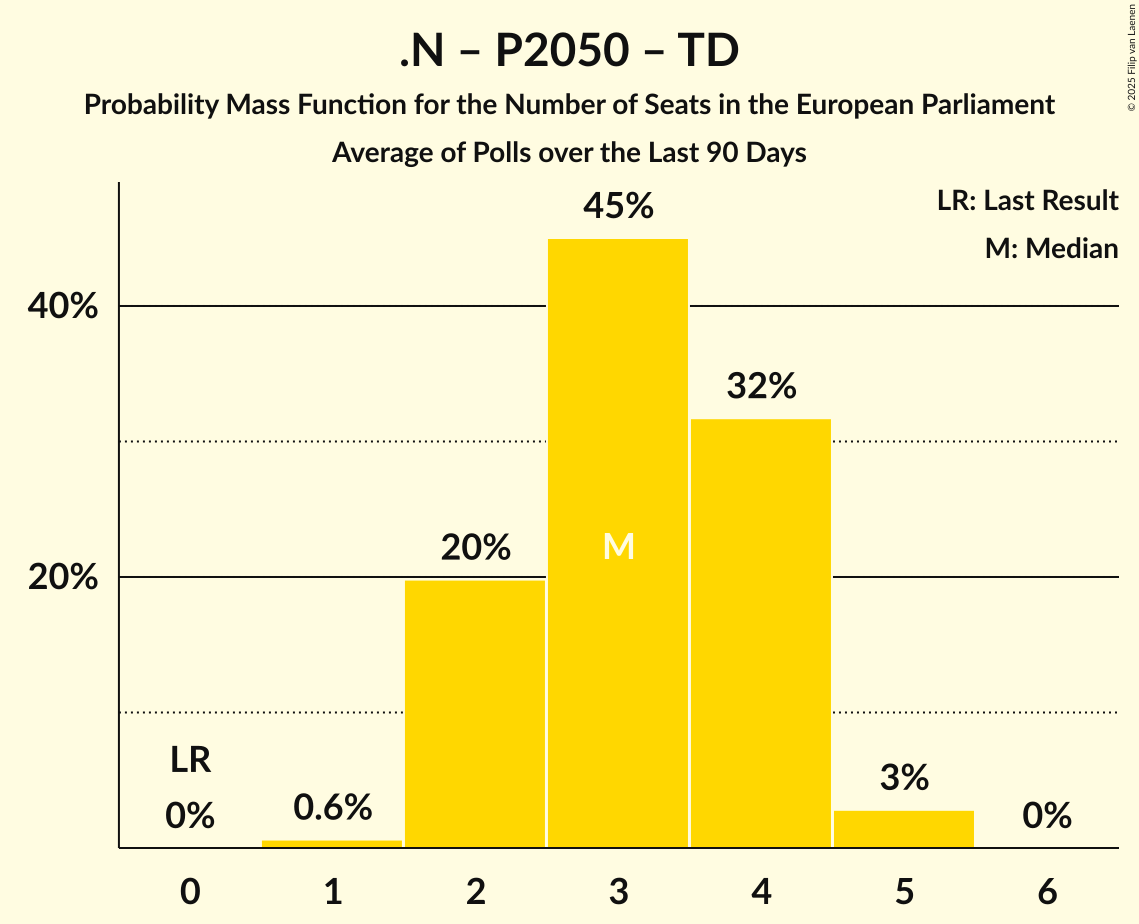 .N – P2050 – TD
Probability Mass Function for the Number of Seats in the European Parliament
Average of Polls over the Last 90 Days
© 2025 Filip van Laenen
LR: Last Result
M: Median
45%
40%
32%
20%
20%
M
LR
0%
0.6%
3%
0%
0 1 2 3 4 5 6